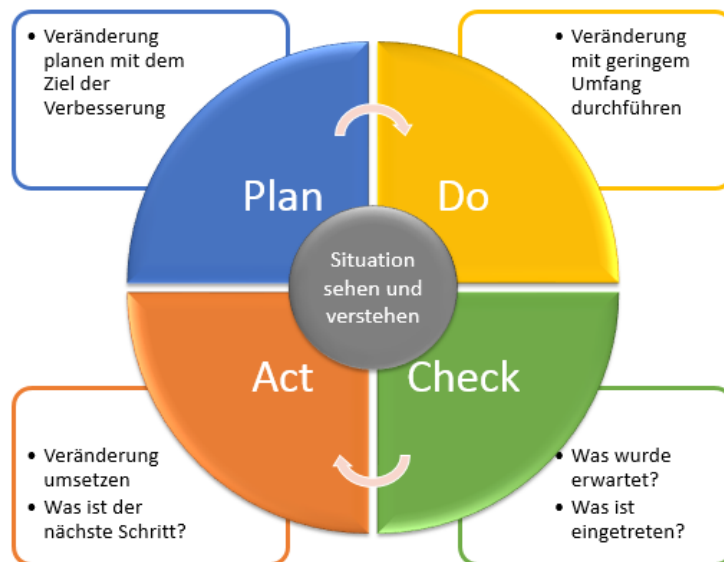 • Veränderung
planen mit dem
Ziel der
Verbesserung
• Veränderung
mit geringem
Umfang
durchführen
Plan
Do
Situation
sehen und
verstehen
Act
Check
• Veränderung
umsetzen
• Was ist der
nächste Schritt?
• Was wurde
erwartet?
• Was ist
eingetreten?